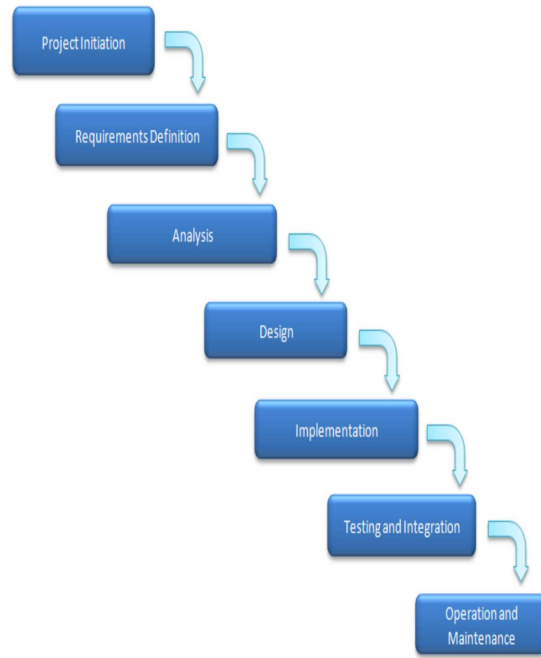 Project Initiation
Requirements Definition
Analysis
Design
Implementation
Testing and Integration
Operation and
Maintenance